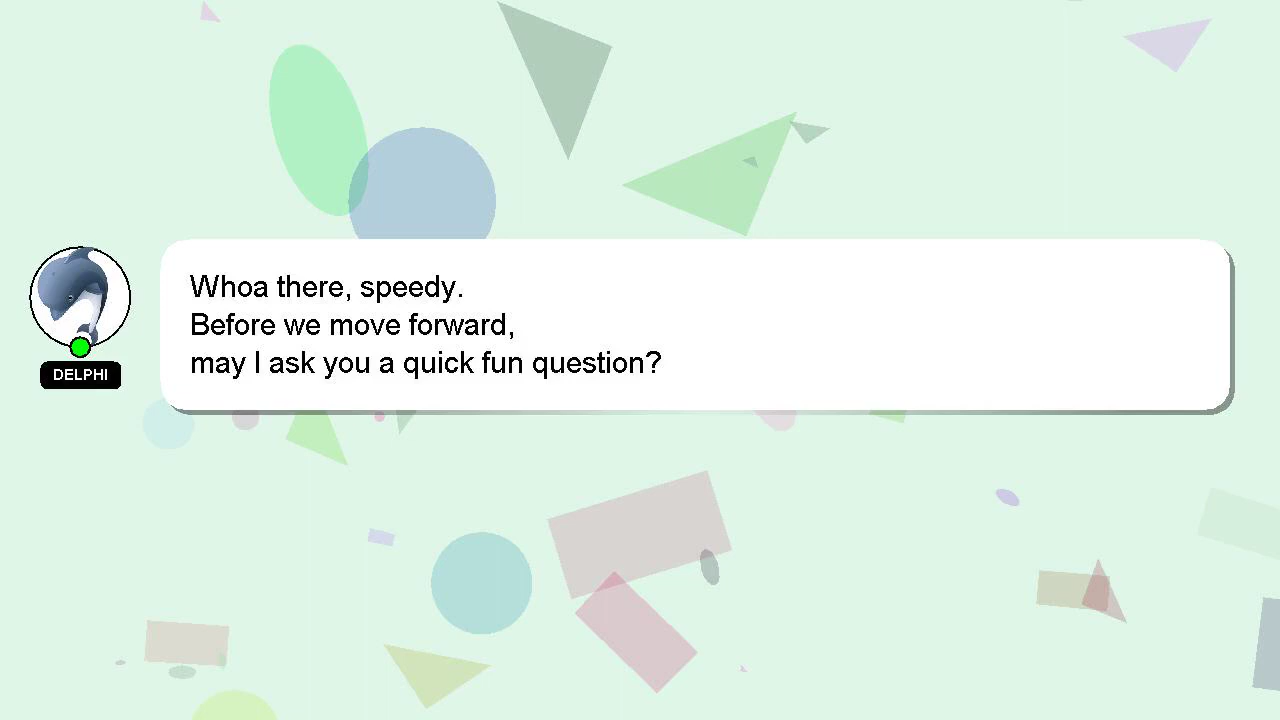 Whoa there, speedy.
Before we move forward,
may I ask you a quick fun question?
DELPHI